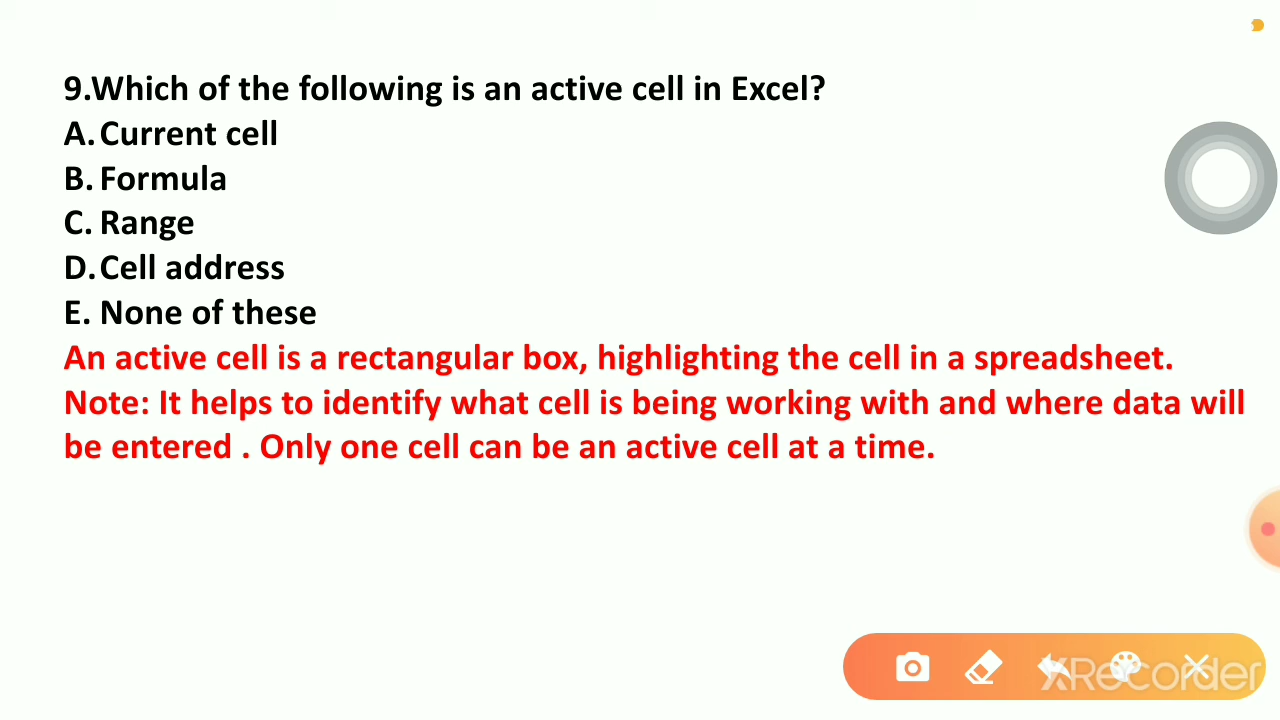 9.Which of the following is an active cell in Excel?
A. Current cell
B. Formula
C. Range
D. Cell address
E. None of these
An active cell is a rectangular box, highlighting the cell in a spreadsheet.
Note: It helps to identify what cell is being working with and where data will
be entered . Only one cell can be an active cell at a time.
XRecorder